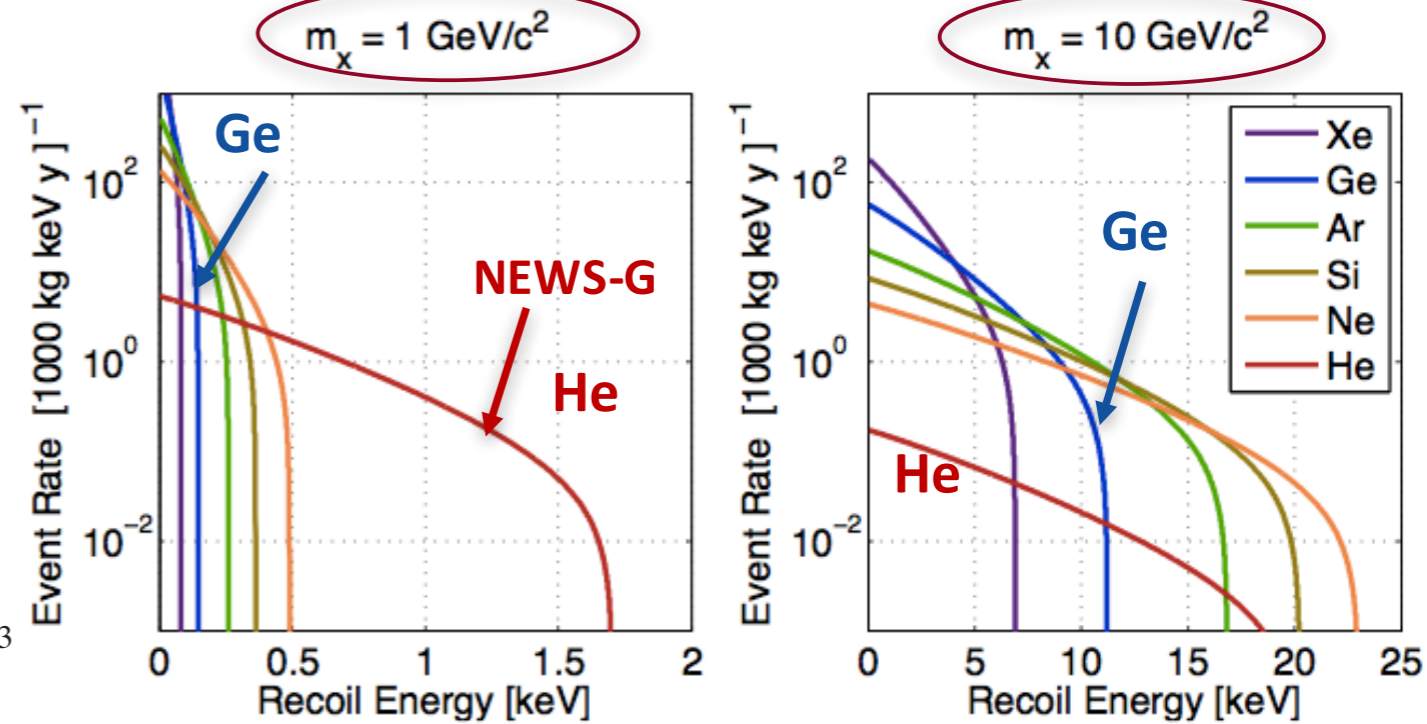 m_x = 1 GeV/c^2
Event Rate [1000 kg keV y]^−1
10^2
10^0
10^−2
Ge
NEWS-G
He
0 0.5 1 1.5 2
Recoil Energy [keV]
m_x = 10 GeV/c^2
Event Rate [1000 kg keV y]^−1
10^2
10^0
10^−2
Ge
He
Xe
Ge
Ar
Si
Ne
He
0 5 10 15 20 25
Recoil Energy [keV]
3